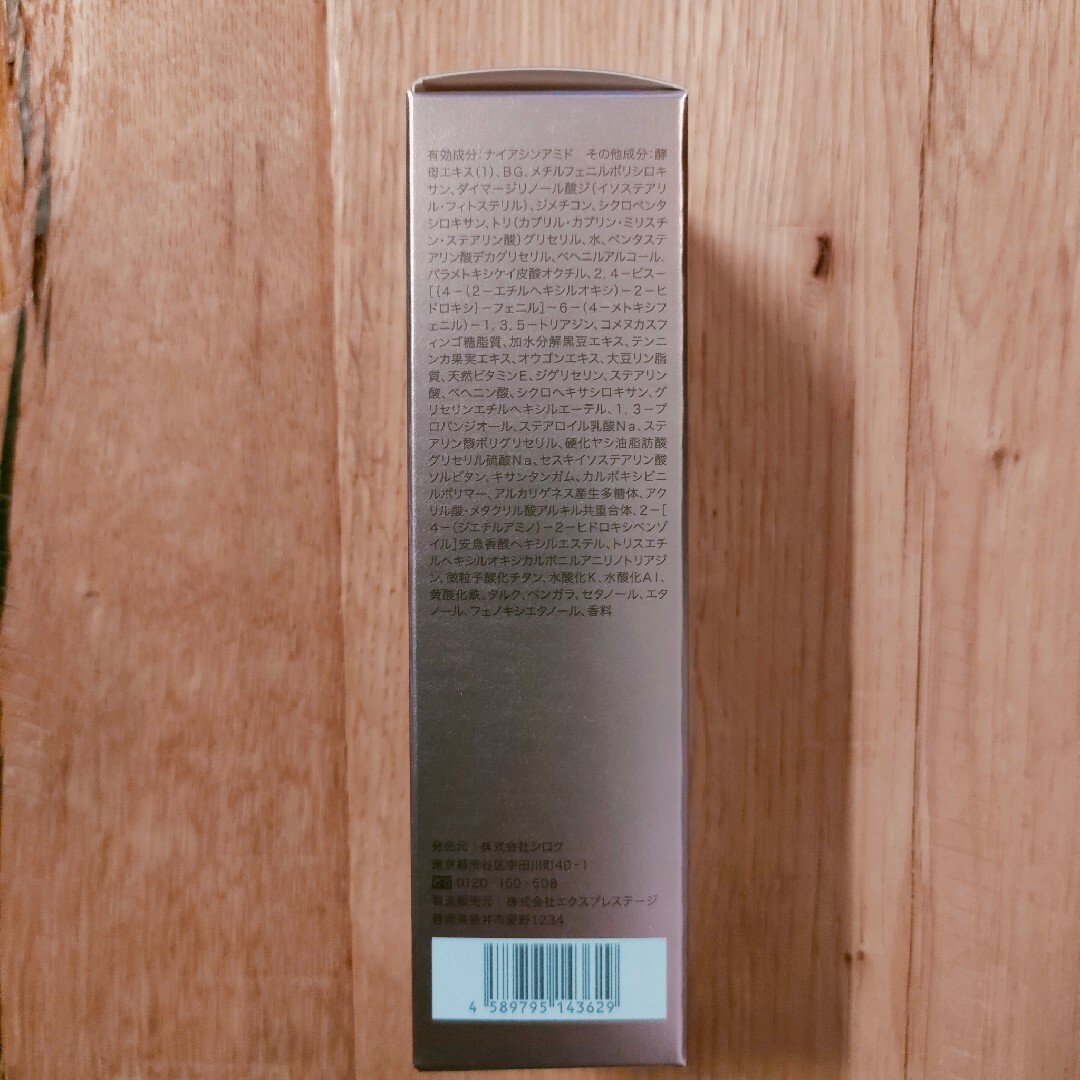 有効成分：ナイアシンアミド　その他成分：酵
母エキス(1)、BG、メチルフェニルポリシロキ
サン、ダイマージリノール酸ジ(イソステアリ
ル・フィトステリル)、ジメチコン、シクロペンタ
シロキサン、トリ(カプリル・カプリン・ミリスチ
ン・ステアリン酸)グリセリル、水、ペンタステ
アリン酸デカグリセリル、ベヘニルアルコール、
パラメトキシケイ皮酸オクチル、2,4－ビス－
[{4－(2－エチルヘキシルオキシ)－2－ヒ
ドロキシ}－フェニル]－6－(4－メトキシフ
ェニル)－1,3,5－トリアジン、コメヌカスフ
ィンゴ糖脂質、加水分解黒豆エキス、テンニ
ンカ果実エキス、オウゴンエキス、大豆リン脂
質、天然ビタミンE、ジグリセリン、ステアリン
酸、ベヘニン酸、シクロヘキサシロキサン、グ
リセリンエチルヘキシルエーテル、1,3－プ
ロパンジオール、ステアロイル乳酸Na、ステ
アリン酸ポリグリセリル、硬化ヤシ油脂肪酸
グリセリル硫酸Na、セスキイソステアリン酸
ソルビタン、キサンタンガム、カルボキシビニ
ルポリマー、アルカリゲネス産生多糖体、アク
リル酸・メタクリル酸アルキル共重合体、2－[
4－(ジエチルアミノ)－2－ヒドロキシベンゾ
イル]安息香酸ヘキシルエステル、トリスエチ
ルヘキシルオキシカルボニルアニリノトリアジ
ン、微粒子酸化チタン、水酸化K、水酸化Al、
黄酸化鉄、タルク、ベンガラ、セタノール、エタ
ノール、フェノキシエタノール、香料
発売元：株式会社シロク
東京都渋谷区宇田川町40-1
0120-150-508
製造販売元：株式会社エクスプレステージ
静岡県袋井市愛野1234
4 589795 143629